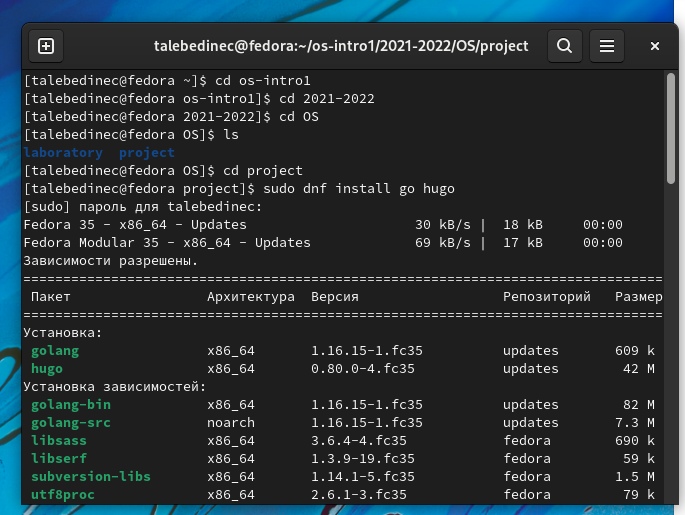 talebedinec@fedora:~/os-intro1/2021-2022/OS/project
[talebedinec@fedora ~]$ cd os-intro1
[talebedinec@fedora os-intro1]$ cd 2021-2022
[talebedinec@fedora 2021-2022]$ cd OS
[talebedinec@fedora OS]$ ls
laboratory  project
[talebedinec@fedora OS]$ cd project
[talebedinec@fedora project]$ sudo dnf install go hugo
[sudo] пароль для talebedinec:
Fedora 35 - x86_64 - Updates                     30 kB/s |  18 kB     00:00
Fedora Modular 35 - x86_64 - Updates             69 kB/s |  17 kB     00:00
Зависимости разрешены.
================================================================================
 Пакет                 Архитектура  Версия                  Репозиторий   Размер
================================================================================
Установка:
 golang                x86_64       1.16.15-1.fc35          updates       609 k
 hugo                  x86_64       0.80.0-4.fc35           updates        42 M
Установка зависимостей:
 golang-bin            x86_64       1.16.15-1.fc35          updates        82 M
 golang-src            noarch       1.16.15-1.fc35          updates       7.3 M
 libsass               x86_64       3.6.4-4.fc35            fedora        690 k
 libserf               x86_64       1.3.9-19.fc35           fedora         59 k
 subversion-libs       x86_64       1.14.1-5.fc35           fedora        1.5 M
 utf8proc              x86_64       2.6.1-3.fc35            fedora         79 k